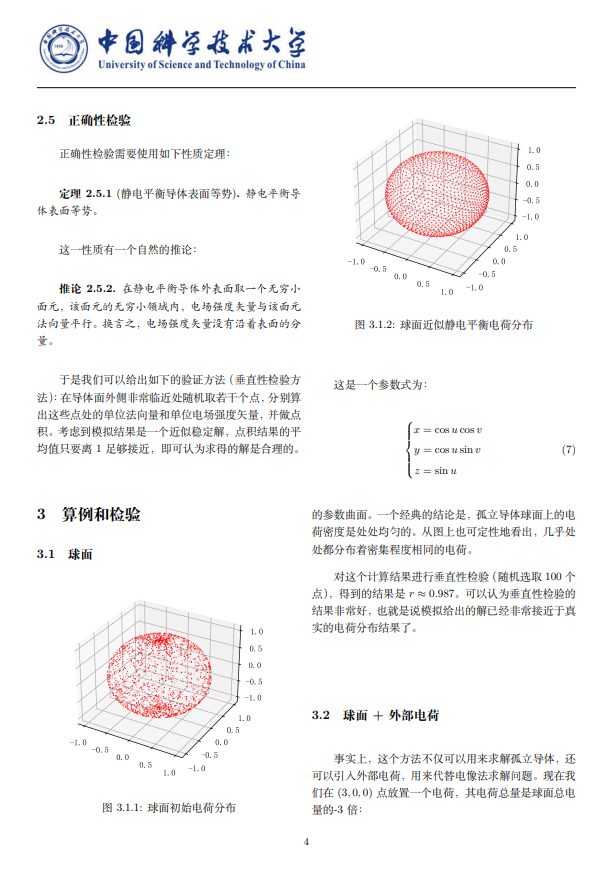 中国科学技术大学
University of Science and Technology of China
2.5 正确性检验
正确性检验需要使用如下性质定理：
定理 2.5.1 (静电平衡导体表面等势). 静电平衡导
体表面等势。
这一性质有一个自然的推论：
推论 2.5.2. 在静电平衡导体外表面取一个无穷小
面元，该面元的无穷小领域内，电场强度矢量与该面元
法向量平行。换言之，电场强度矢量没有沿着表面的分
量。
于是我们可以给出如下的验证方法（垂直性检验方
法）：在导体面外侧非常临近处随机取若干个点，分别算
出这些点处的单位法向量和单位电场强度矢量，并做点
积。考虑到模拟结果是一个近似稳定解，点积结果的平
均值只要离 1 足够接近，即可认为求得的解是合理的。
3 算例和检验
3.1 球面
1.0
0.5
0.0
-0.5
-1.0
1.0
0.5
0.0
-0.5
-1.0
-1.0
-0.5
0.0
0.5
1.0
图 3.1.1: 球面初始电荷分布
1.0
0.5
0.0
-0.5
-1.0
1.0
0.5
0.0
-0.5
-1.0
-1.0
-0.5
0.0
0.5
1.0
图 3.1.2: 球面近似静电平衡电荷分布
这是一个参数式为：
x = cos u cos v
y = cos u sin v (7)
z = sin u
的参数曲面。一个经典的结论是，孤立导体球面上的电
荷密度是处处均匀的。从图上也可定性地看出，几乎处
处都分布着密集程度相同的电荷。
对这个计算结果进行垂直性检验（随机选取 100 个
点），得到的结果是 r ≈ 0.987。可以认为垂直性检验的
结果非常好，也就是说模拟给出的解已经非常接近于真
实的电荷分布结果了。
3.2 球面 + 外部电荷
事实上，这个方法不仅可以用来求解孤立导体，还
可以引入外部电荷，用来代替电像法求解问题。现在我
们在 (3,0,0) 点放置一个电荷，其电荷总量是球面总电
量的-3 倍：
4